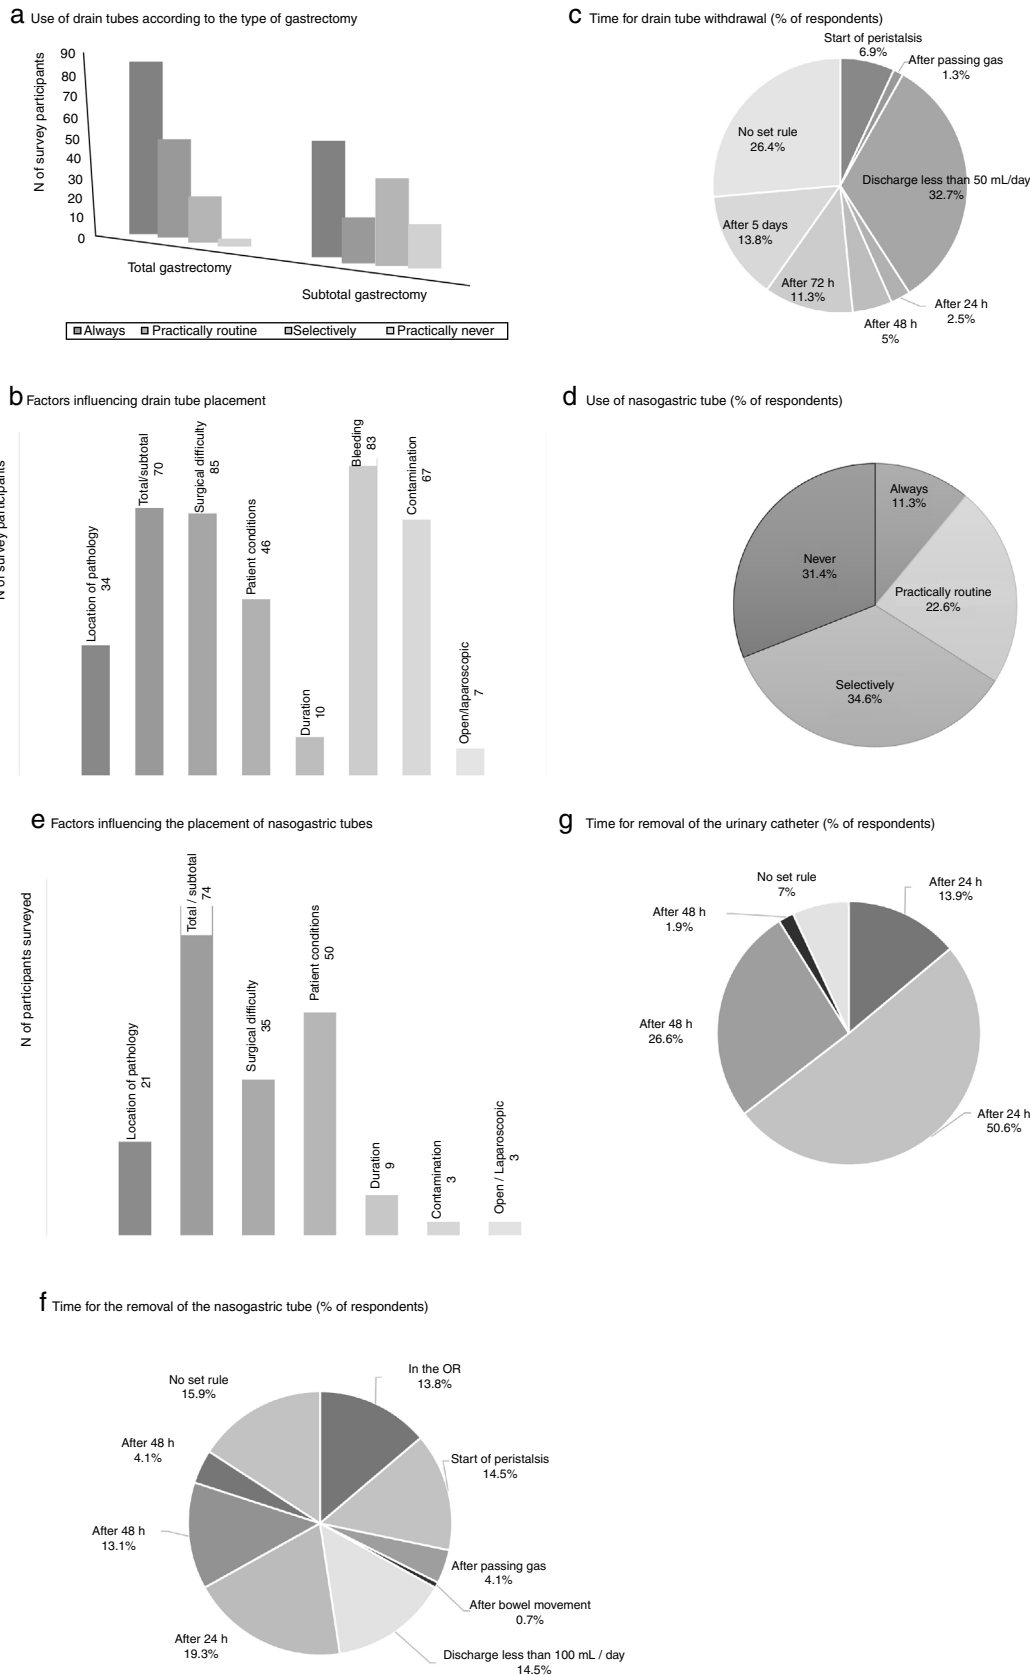 a Use of drain tubes according to the type of gastrectomy
N of survey participants
90
80
70
60
50
40
30
20
10
0
Total gastrectomy
Subtotal gastrectomy
Always Practically routine Selectively Practically never
c Time for drain tube withdrawal (% of respondents)
Start of peristalsis
6.9%
After passing gas
1.3%
Discharge less than 50 mL/day
32.7%
After 24 h
2.5%
After 48 h
5%
After 72 h
11.3%
After 5 days
13.8%
No set rule
26.4%
b Factors influencing drain tube placement
N of survey participants
Location of pathology
34
Total/subtotal
70
Surgical difficulty
85
Patient conditions
46
Duration
10
Bleeding
83
Contamination
67
Open/laparoscopic
7
d Use of nasogastric tube (% of respondents)
Always
11.3%
Practically routine
22.6%
Selectively
34.6%
Never
31.4%
e Factors influencing the placement of nasogastric tubes
N of participants surveyed
Location of pathology
21
Total / subtotal
74
Surgical difficulty
35
Patient conditions
50
Duration
9
Contamination
3
Open / Laparoscopic
3
g Time for removal of the urinary catheter (% of respondents)
No set rule
7%
After 24 h
13.9%
After 48 h
1.9%
After 48 h
26.6%
After 24 h
50.6%
f Time for the removal of the nasogastric tube (% of respondents)
In the OR
13.8%
Start of peristalsis
14.5%
After passing gas
4.1%
After bowel movement
0.7%
Discharge less than 100 mL / day
14.5%
After 24 h
19.3%
After 48 h
13.1%
After 48 h
4.1%
No set rule
15.9%